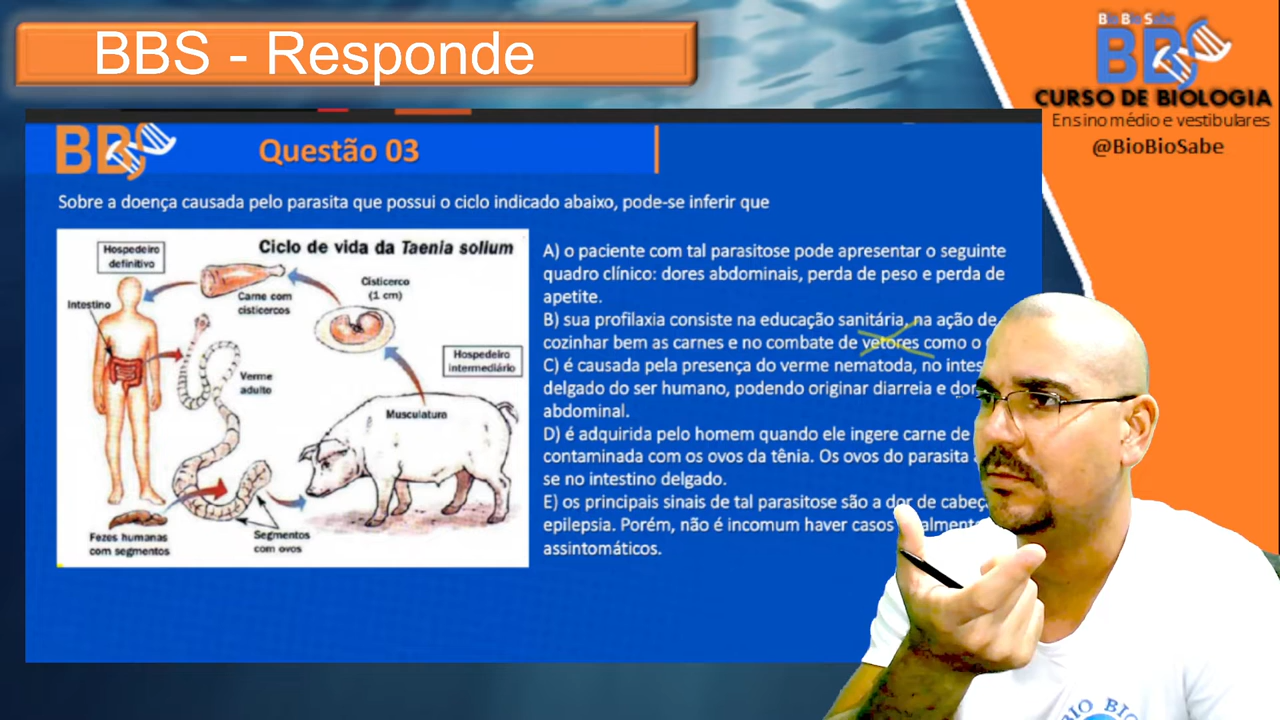 BBS - Responde
Bio Bio Sabe
BBS
CURSO DE BIOLOGIA
Ensino médio e vestibulares
@BioBioSabe
BBS
Questão 03
Sobre a doença causada pelo parasita que possui o ciclo indicado abaixo, pode-se inferir que
Ciclo de vida da Taenia solium
Hospedeiro
definitivo
Intestino
Carne com
cisticercos
Cisticerco
(1 cm)
Hospedeiro
intermediário
Verme
adulto
Musculatura
Fezes humanas
com segmentos
Segmentos
com ovos
A) o paciente com tal parasitose pode apresentar o seguinte
quadro clínico: dores abdominais, perda de peso e perda de
apetite.
B) sua profilaxia consiste na educação sanitária, na ação de
cozinhar bem as carnes e no combate de vetores como o
C) é causada pela presença do verme nematoda, no
delgado do ser humano, podendo originar diarreia e
abdominal.
D) é adquirida pelo homem quando ele ingere carne de
contaminada com os ovos da tênia. Os ovos do parasita
se no intestino delgado.
E) os principais sinais de tal parasitose são a dor de
epilepsia. Porém, não é incomum haver casos
assintomáticos.
BIO BIO